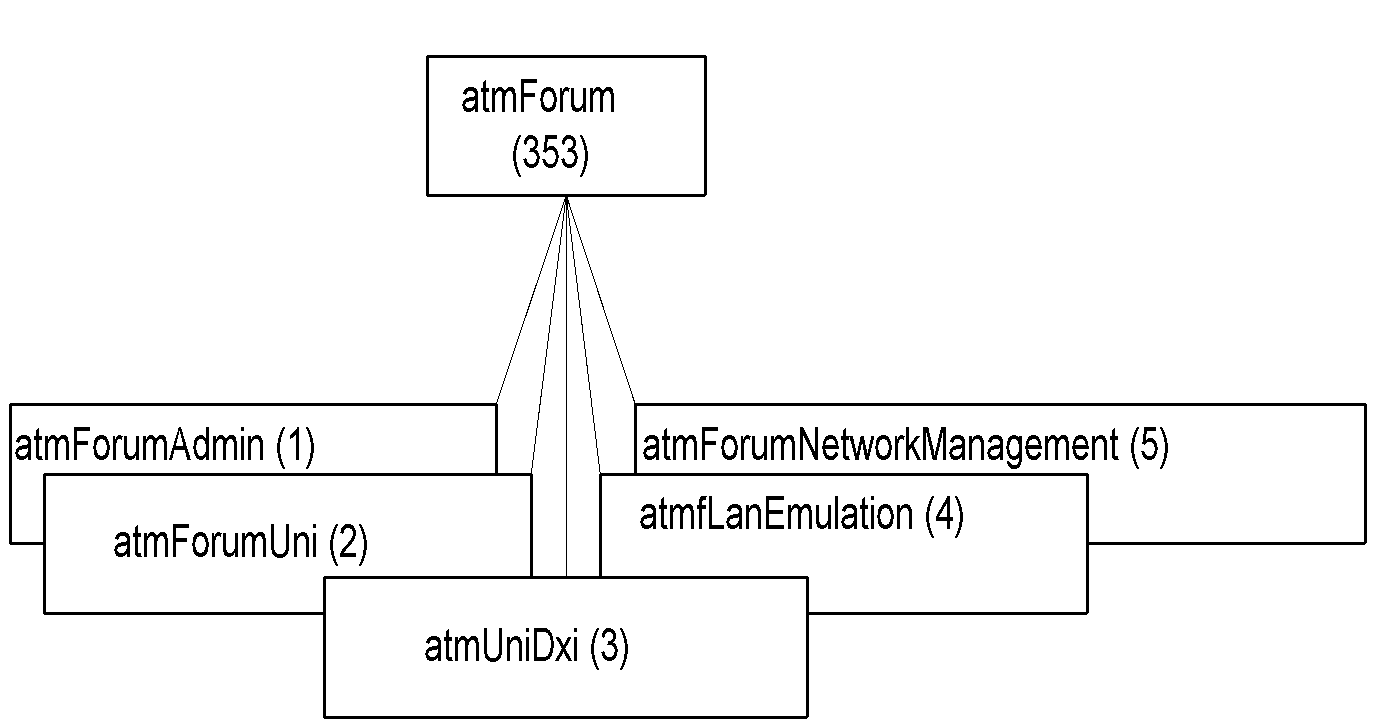 atmForum
(353)
atmForumAdmin (1)
atmForumNetworkManagement (5)
atmForumUni (2)
atmfLanEmulation (4)
atmUniDxi (3)